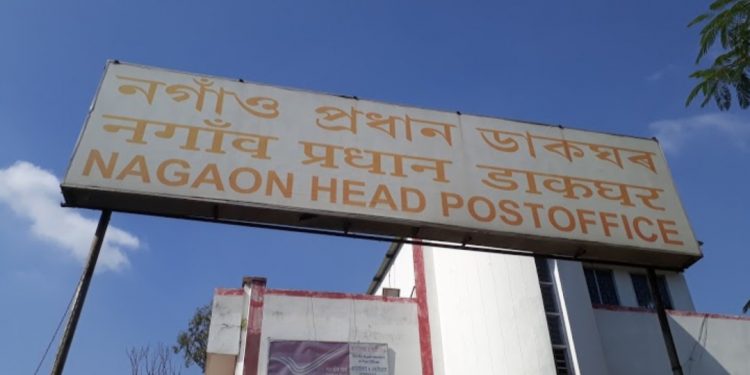 নগাঁও প্ৰধান ডাকঘৰ
नगाँव प्रधान डाकघर
NAGAON HEAD POSTOFFICE